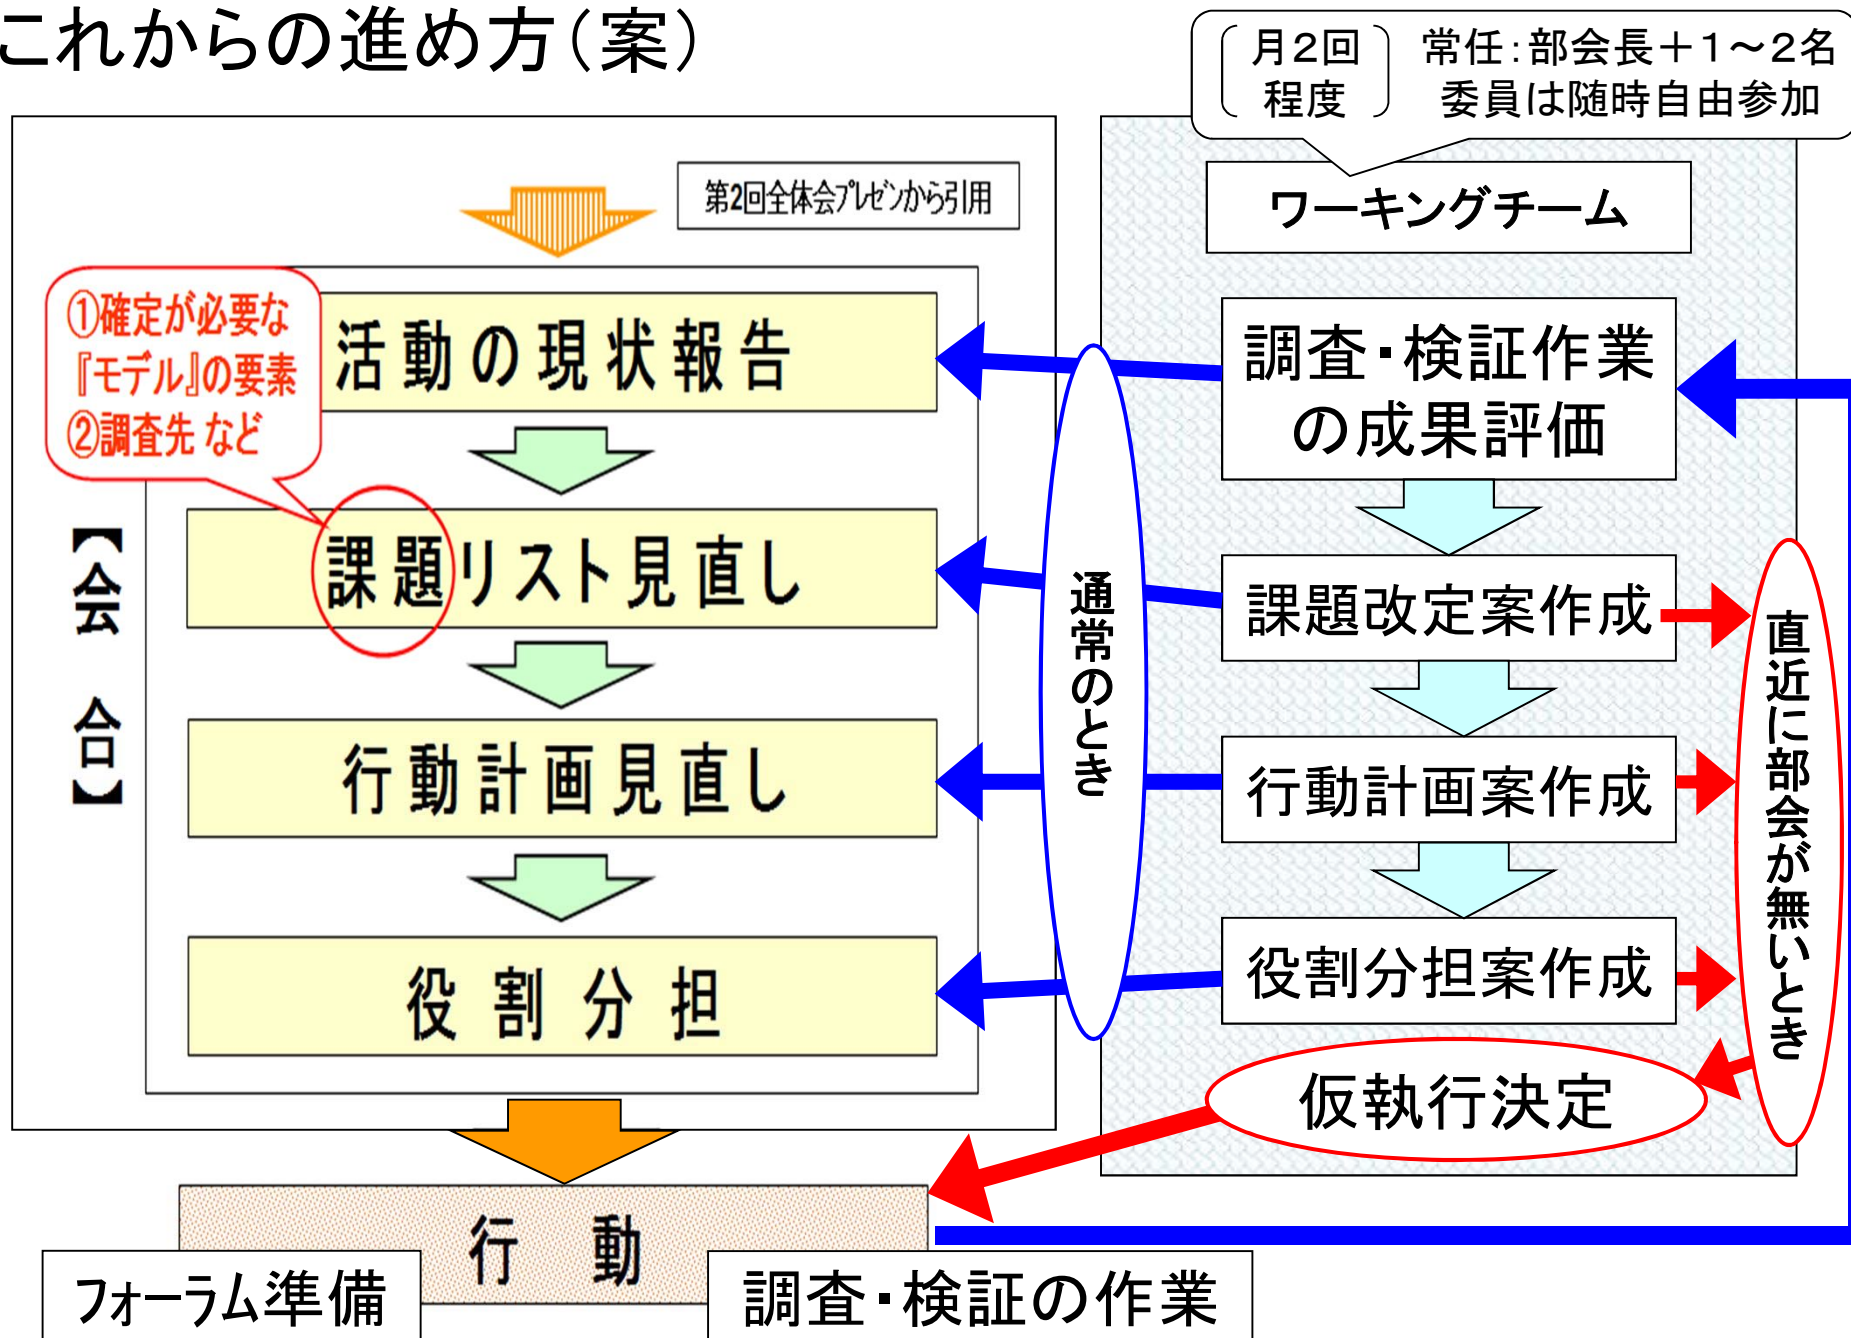 これからの進め方（案）
月２回
程度
常任：部会長＋１～２名
委員は随時自由参加
第2回全体会プレゼンから引用
ワーキングチーム
①確定が必要な
『モデル』の要素
②調査先 など
活動の現状報告
課題リスト見直し
行動計画見直し
役割分担
【会　合】
通常のとき
調査・検証作業
の成果評価
課題改定案作成
行動計画案作成
役割分担案作成
直近に部会が無いとき
仮執行決定
行　動
フォーラム準備
調査・検証の作業